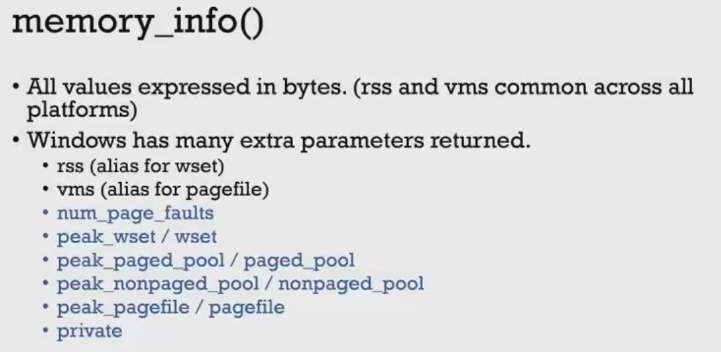 memory_info()
• All values expressed in bytes. (rss and vms common across all
platforms)
• Windows has many extra parameters returned.
• rss (alias for wset)
• vms (alias for pagefile)
• num_page_faults
• peak_wset / wset
• peak_paged_pool / paged_pool
• peak_nonpaged_pool / nonpaged_pool
• peak_pagefile / pagefile
• private